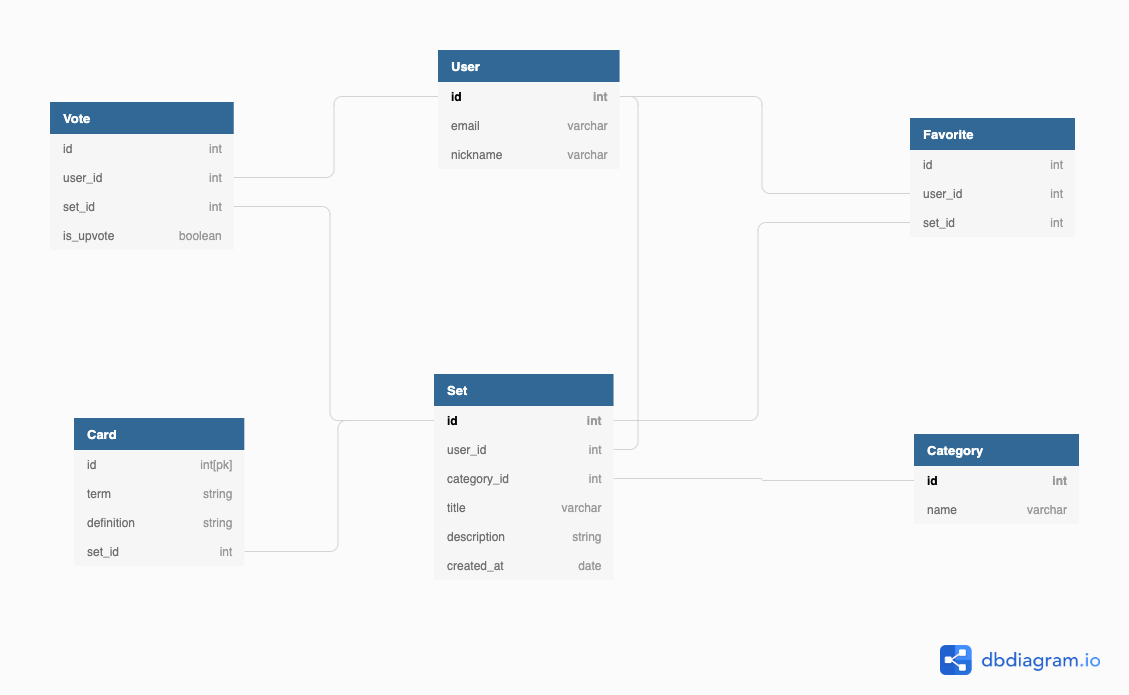 User
id int
email varchar
nickname varchar
Vote
id int
user_id int
set_id int
is_upvote boolean
Favorite
id int
user_id int
set_id int
Set
id int
user_id int
category_id int
title varchar
description string
created_at date
Card
id int[pk]
term string
definition string
set_id int
Category
id int
name varchar
dbdiagram.io